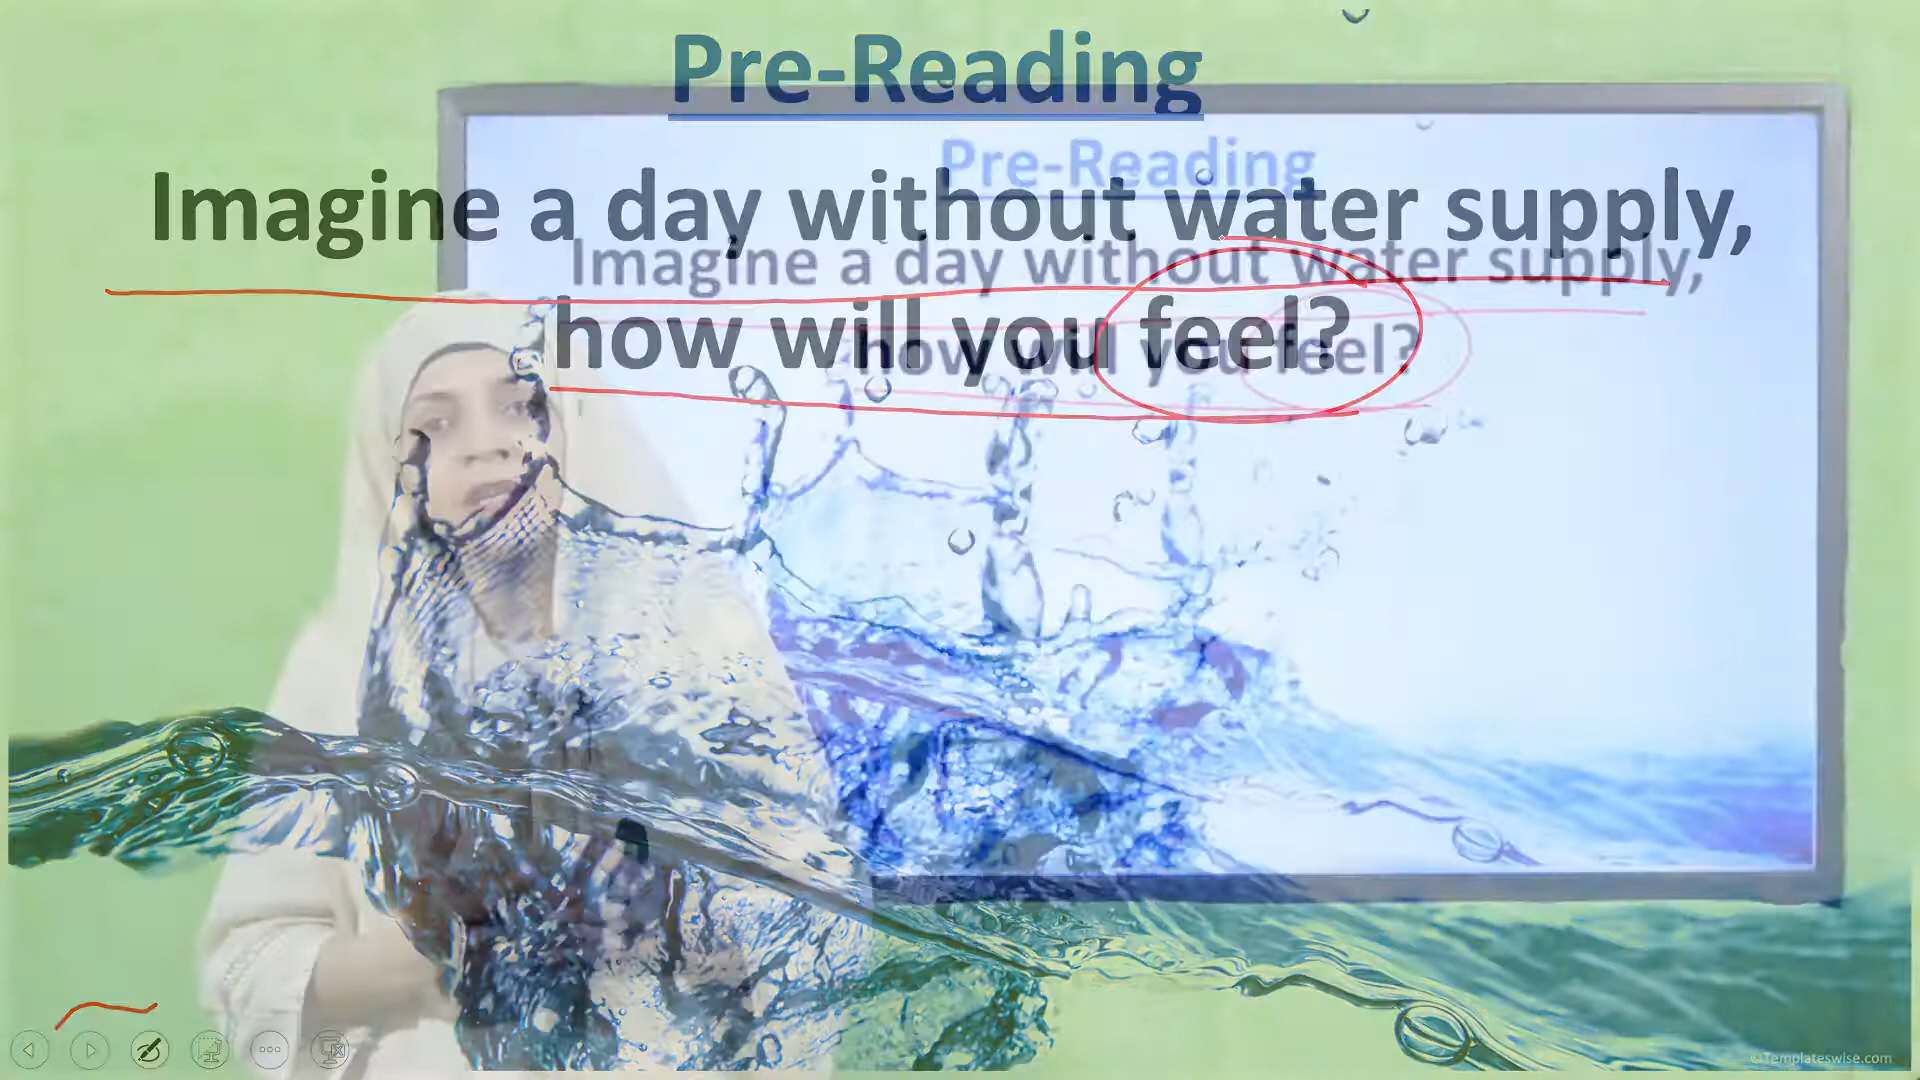 Pre-Reading
Imagine a day without water supply,
how will you feel?
Pre-Reading
Imagine a day without water supply,
how will you feel?
©Templateswise.com